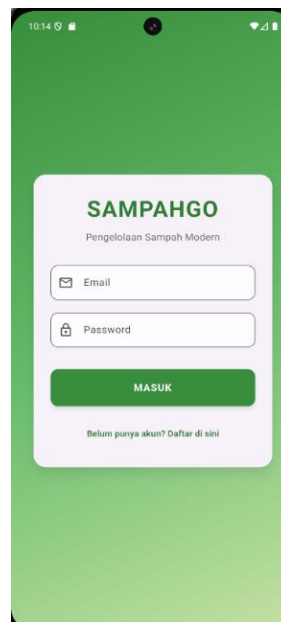 10:14
SAMPAHGO
Pengelolaan Sampah Modern
Email
Password
MASUK
Belum punya akun? Daftar di sini